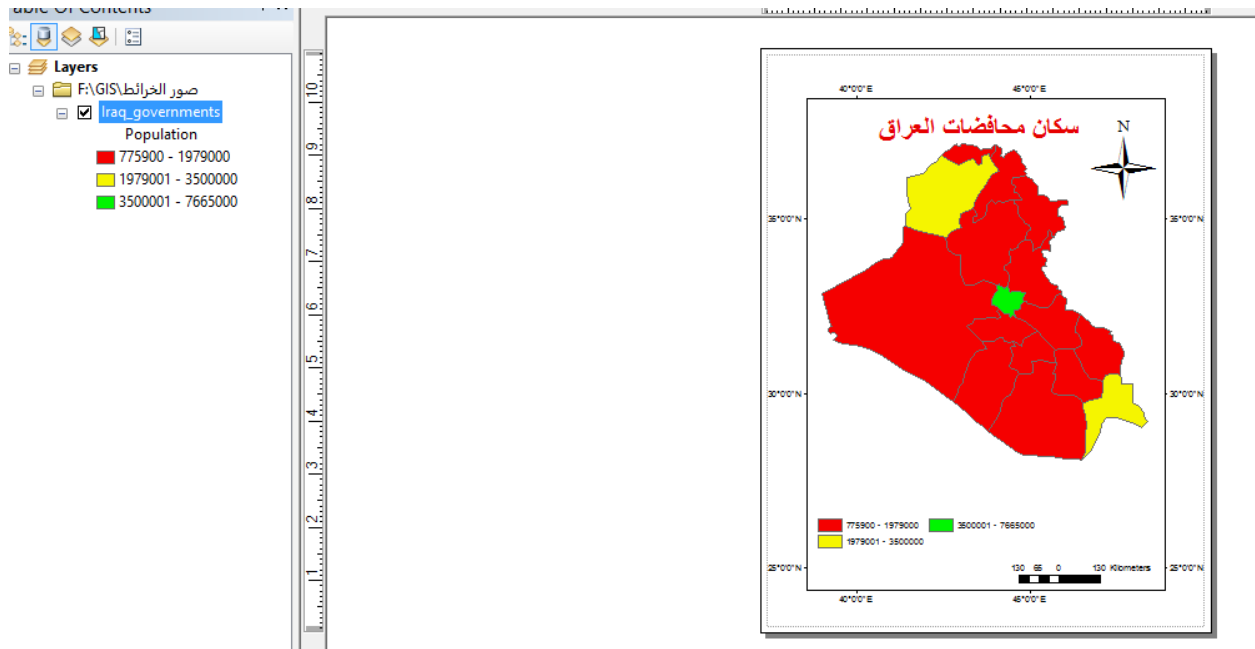 able Of Contents
Layers
F:\GIS\صور الخرائط
Iraq_governments
Population
775900 - 1979000
1979001 - 3500000
3500001 - 7665000
10
9
8
7
6
5
4
3
2
1
40°0'0"E 45°0'0"E
سكان محافضات العراق
N
35°0'0"N 35°0'0"N
30°0'0"N 30°0'0"N
775900 - 1979000 3500001 - 7665000
1979001 - 3500000
130 65 0 130 Kilometers
25°0'0"N 25°0'0"N
40°0'0"E 45°0'0"E